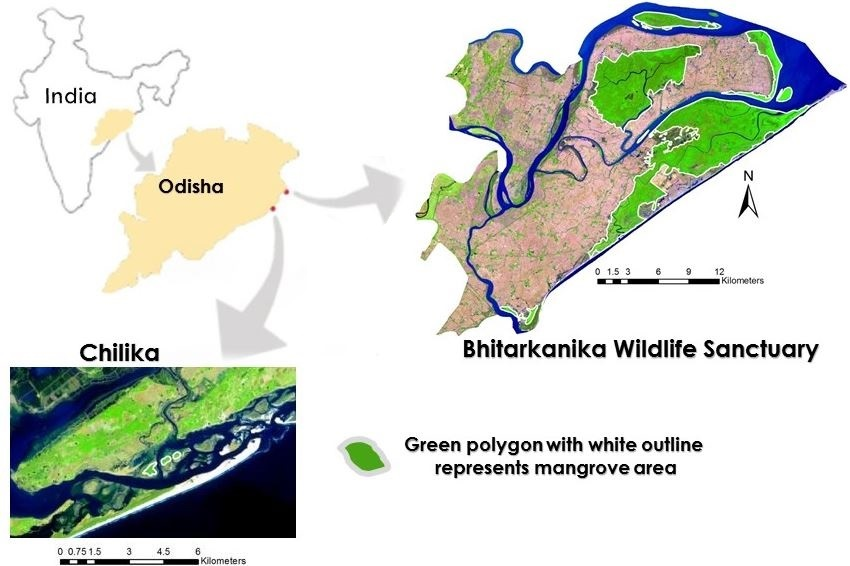 India
Odisha
N
0 1.5 3 6 9 12
Kilometers
Chilika
Bhitarkanika Wildlife Sanctuary
Green polygon with white outline
represents mangrove area
0 0.75 1.5 3 4.5 6
Kilometers